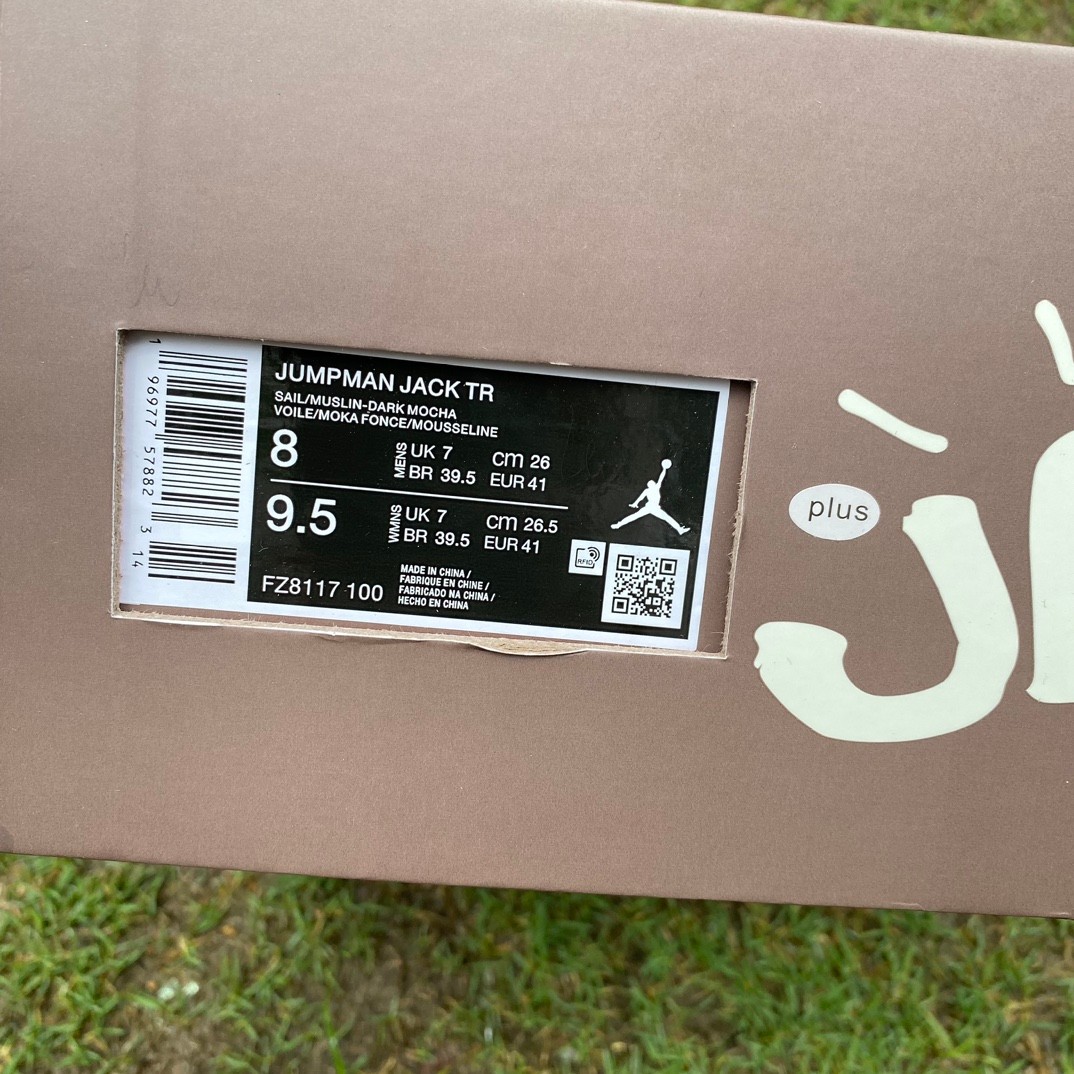 JUMPMAN JACK TR
SAIL/MUSLIN-DARK MOCHA
VOILE/MOKA FONCE/MOUSSELINE
8 MENS UK 7 cm 26
BR 39.5 EUR 41
9.5 WMNS UK 7 cm 26.5
BR 39.5 EUR 41
FZ8117 100
MADE IN CHINA /
FABRIQUE EN CHINE /
FABRICADO NA CHINA /
HECHO EN CHINA
RFID
1 96977 57882 3 14
plus
J